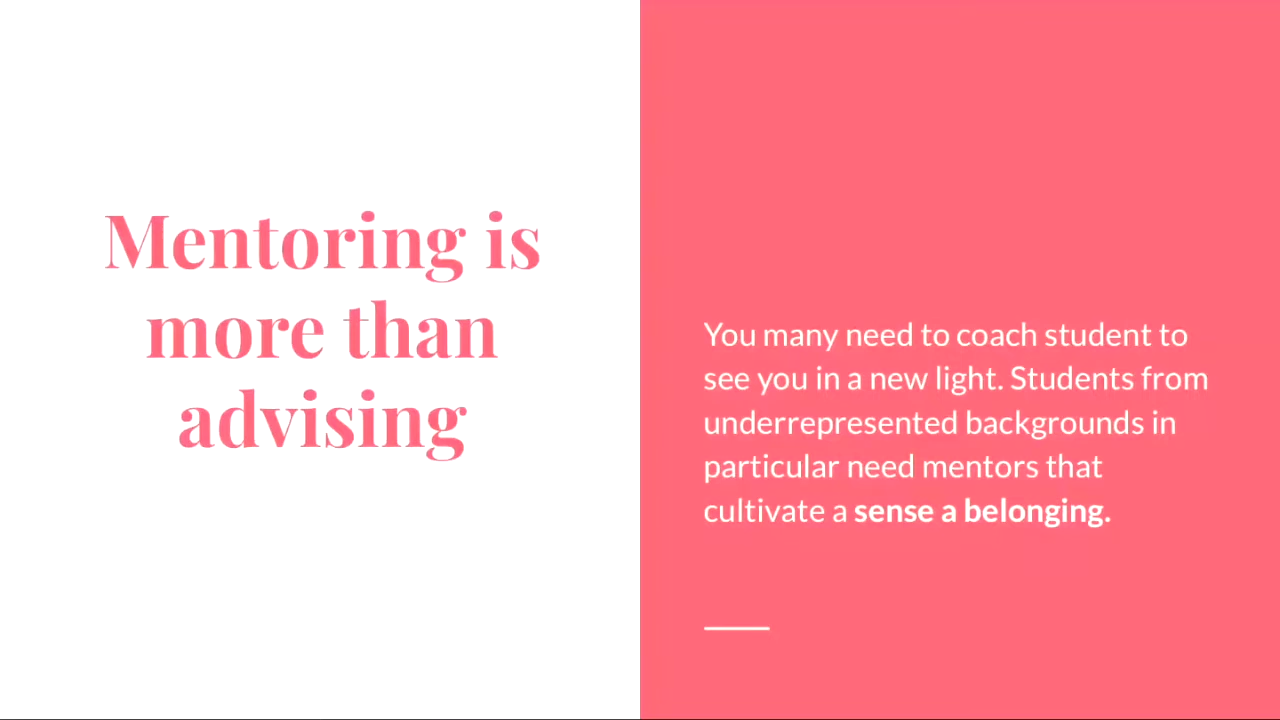 Mentoring is
more than
advising
You many need to coach student to
see you in a new light. Students from
underrepresented backgrounds in
particular need mentors that
cultivate a sense a belonging.